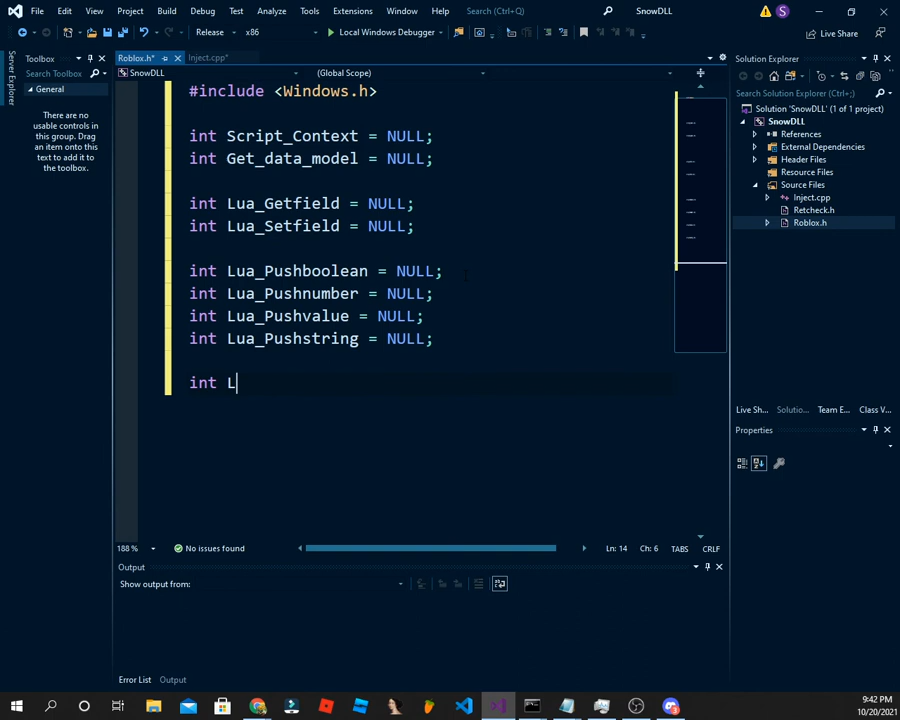 File Edit View Git Project Build Debug Test Analyze Tools Extensions Window Help Search (Ctrl+Q) SnowDLL S
Release x86 Local Windows Debugger Live Share
Server Explorer
Toolbox
Search Toolbox
General
There are no
usable controls in
this group. Drag
an item onto this
text to add it to
the toolbox.
Roblox.h* Inject.cpp*
SnowDLL (Global Scope)
#include <Windows.h>
int Script_Context = NULL;
int Get_data_model = NULL;
int Lua_Getfield = NULL;
int Lua_Setfield = NULL;
int Lua_Pushboolean = NULL;
int Lua_Pushnumber = NULL;
int Lua_Pushvalue = NULL;
int Lua_Pushstring = NULL;
int L
188 % No issues found Ln: 14 Ch: 6 TABS CRLF
Output
Show output from:
Error List Output
Solution Explorer
Search Solution Explorer (Ctrl+;)
Solution 'SnowDLL' (1 of 1 project)
SnowDLL
References
External Dependencies
Header Files
Resource Files
Source Files
Inject.cpp
Retcheck.h
Roblox.h
Live Sh... Solutio... Team E... Class V...
Properties
9:42 PM
10/20/2021